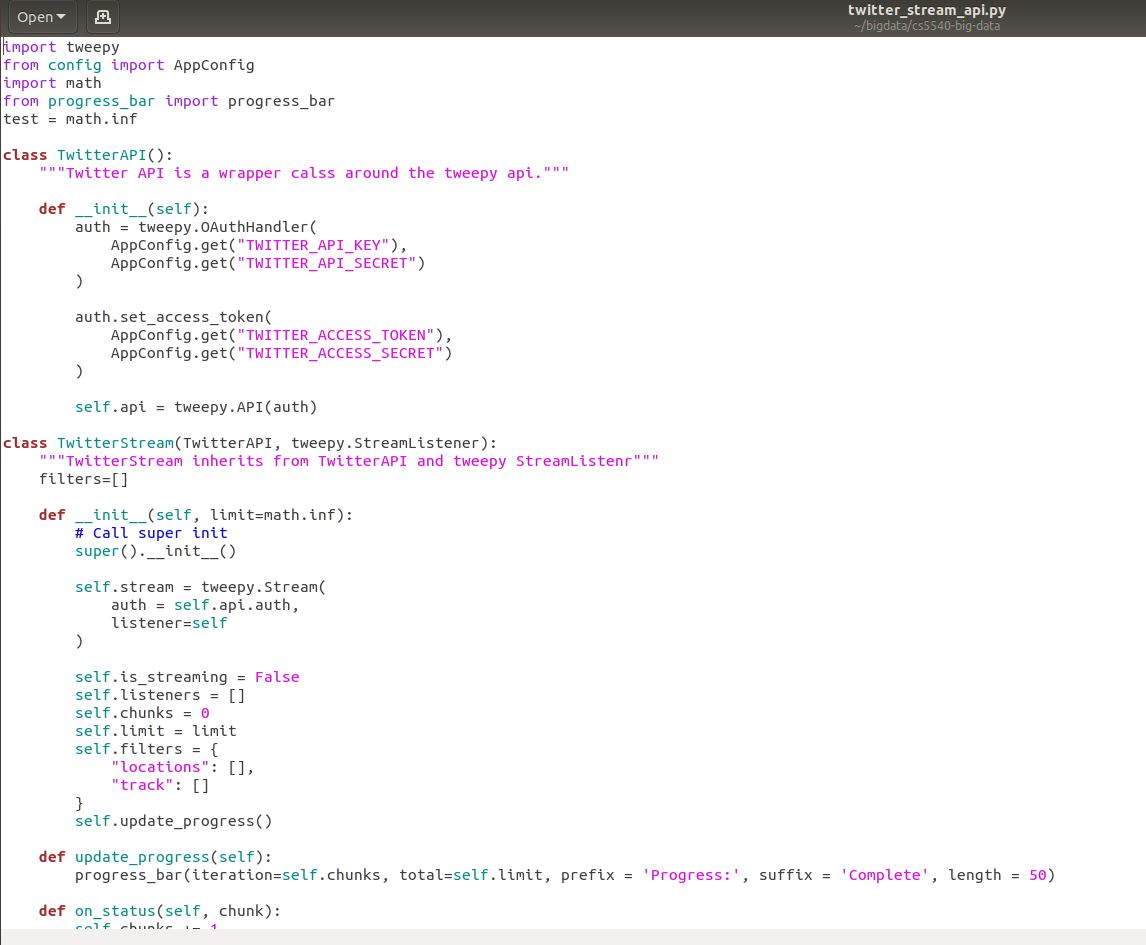 Open
twitter_stream_api.py
~/bigdata/cs5540-big-data
import tweepy
from config import AppConfig
import math
from progress_bar import progress_bar
test = math.inf
class TwitterAPI():
    """Twitter API is a wrapper calss around the tweepy api."""
    def __init__(self):
        auth = tweepy.OAuthHandler(
            AppConfig.get("TWITTER_API_KEY"),
            AppConfig.get("TWITTER_API_SECRET")
        )
        auth.set_access_token(
            AppConfig.get("TWITTER_ACCESS_TOKEN"),
            AppConfig.get("TWITTER_ACCESS_SECRET")
        )
        self.api = tweepy.API(auth)
class TwitterStream(TwitterAPI, tweepy.StreamListener):
    """TwitterStream inherits from TwitterAPI and tweepy StreamListenr"""
    filters=[]
    def __init__(self, limit=math.inf):
        # Call super init
        super().__init__()
        self.stream = tweepy.Stream(
            auth = self.api.auth,
            listener=self
        )
        self.is_streaming = False
        self.listeners = []
        self.chunks = 0
        self.limit = limit
        self.filters = {
            "locations": [],
            "track": []
        }
        self.update_progress()
    def update_progress(self):
        progress_bar(iteration=self.chunks, total=self.limit, prefix = 'Progress:', suffix = 'Complete', length = 50)
    def on_status(self, chunk):
        self.chunks += 1